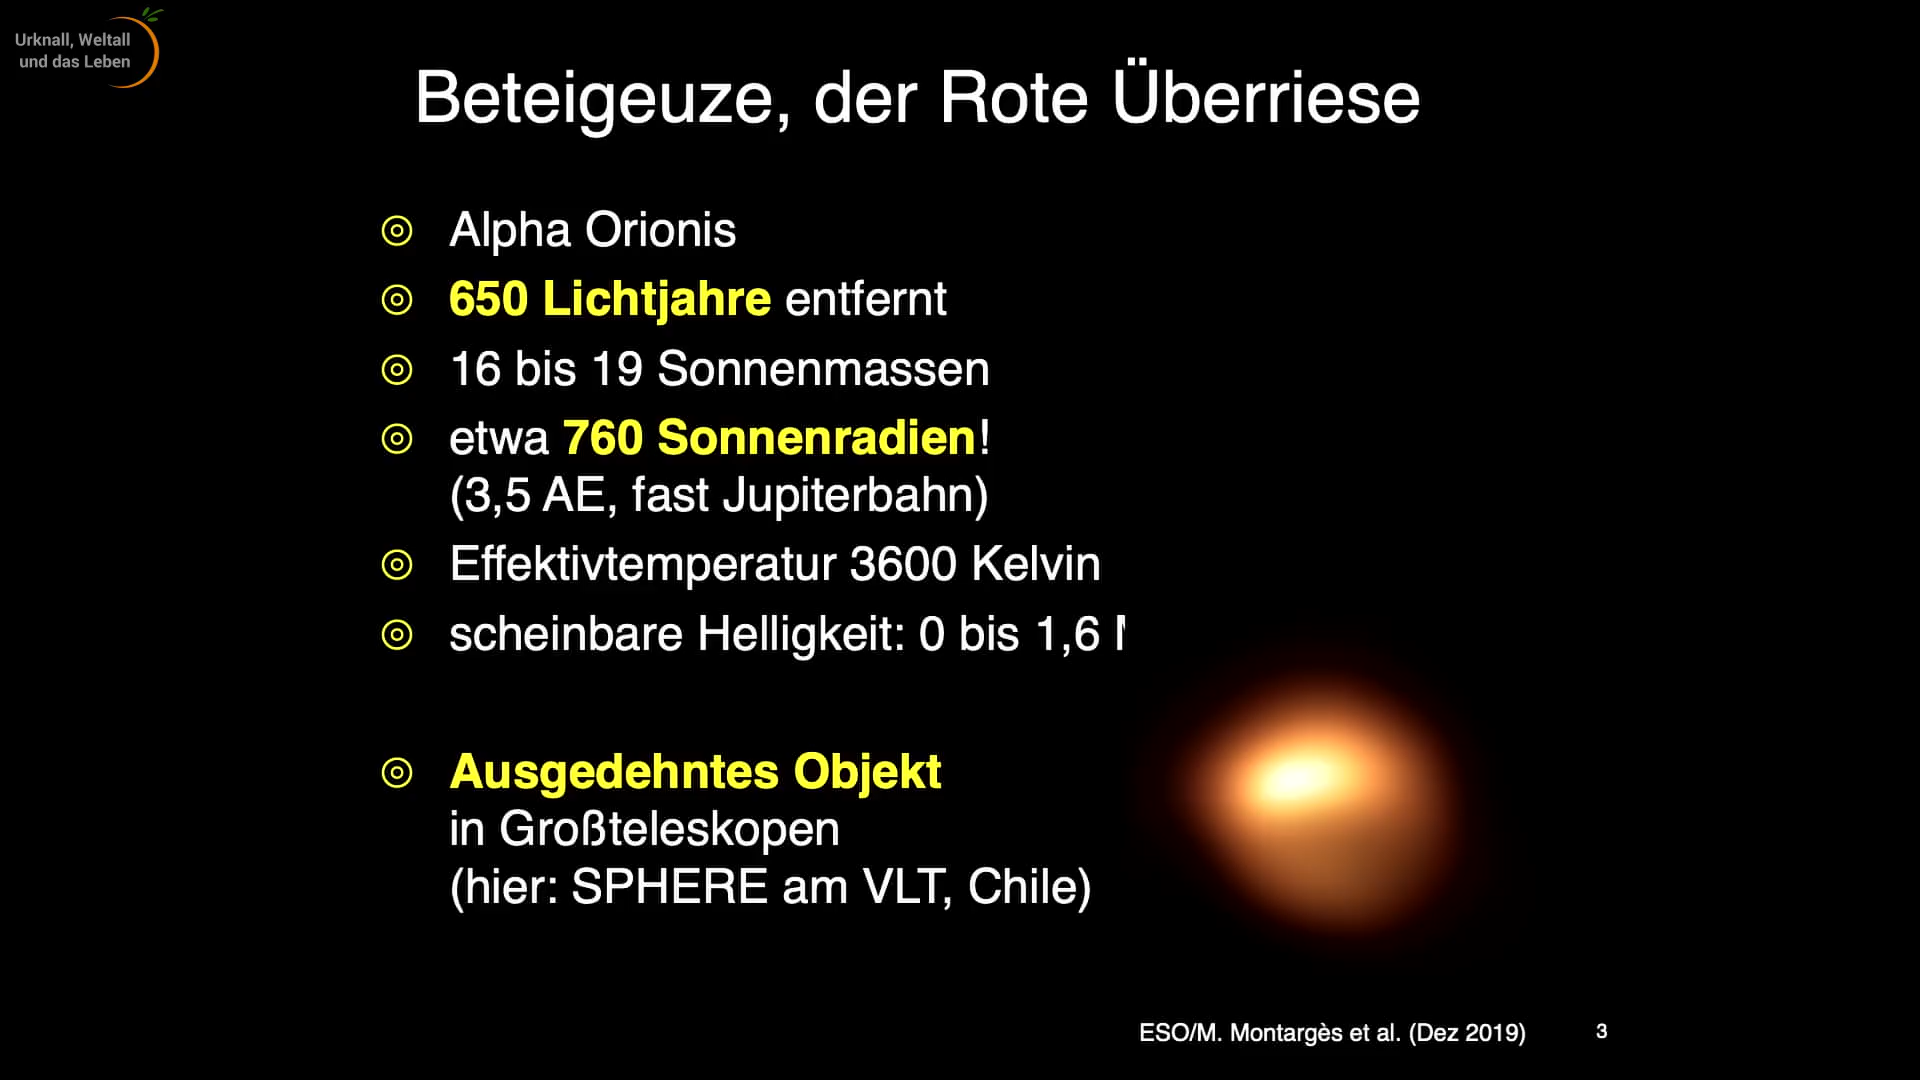 Urknall, Weltall
und das Leben
Beteigeuze, der Rote Überriese
Alpha Orionis
650 Lichtjahre entfernt
16 bis 19 Sonnenmassen
etwa 760 Sonnenradien!
(3,5 AE, fast Jupiterbahn)
Effektivtemperatur 3600 Kelvin
scheinbare Helligkeit: 0 bis 1,6
Ausgedehntes Objekt
in Großteleskopen
(hier: SPHERE am VLT, Chile)
ESO/M. Montargès et al. (Dez 2019)
3